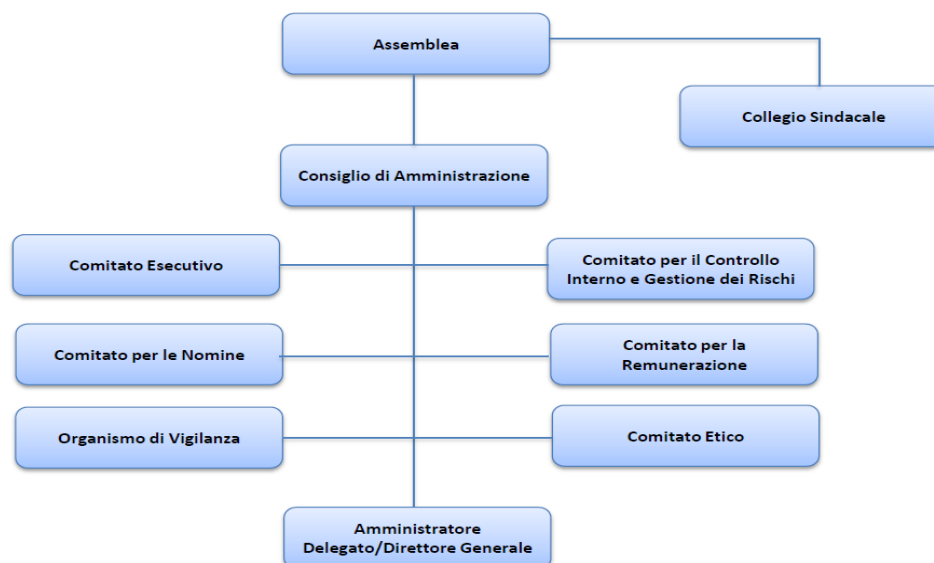 Assemblea
Collegio Sindacale
Consiglio di Amministrazione
Comitato Esecutivo
Comitato per il Controllo
Interno e Gestione dei Rischi
Comitato per le Nomine
Comitato per la
Remunerazione
Organismo di Vigilanza
Comitato Etico
Amministratore
Delegato/Direttore Generale